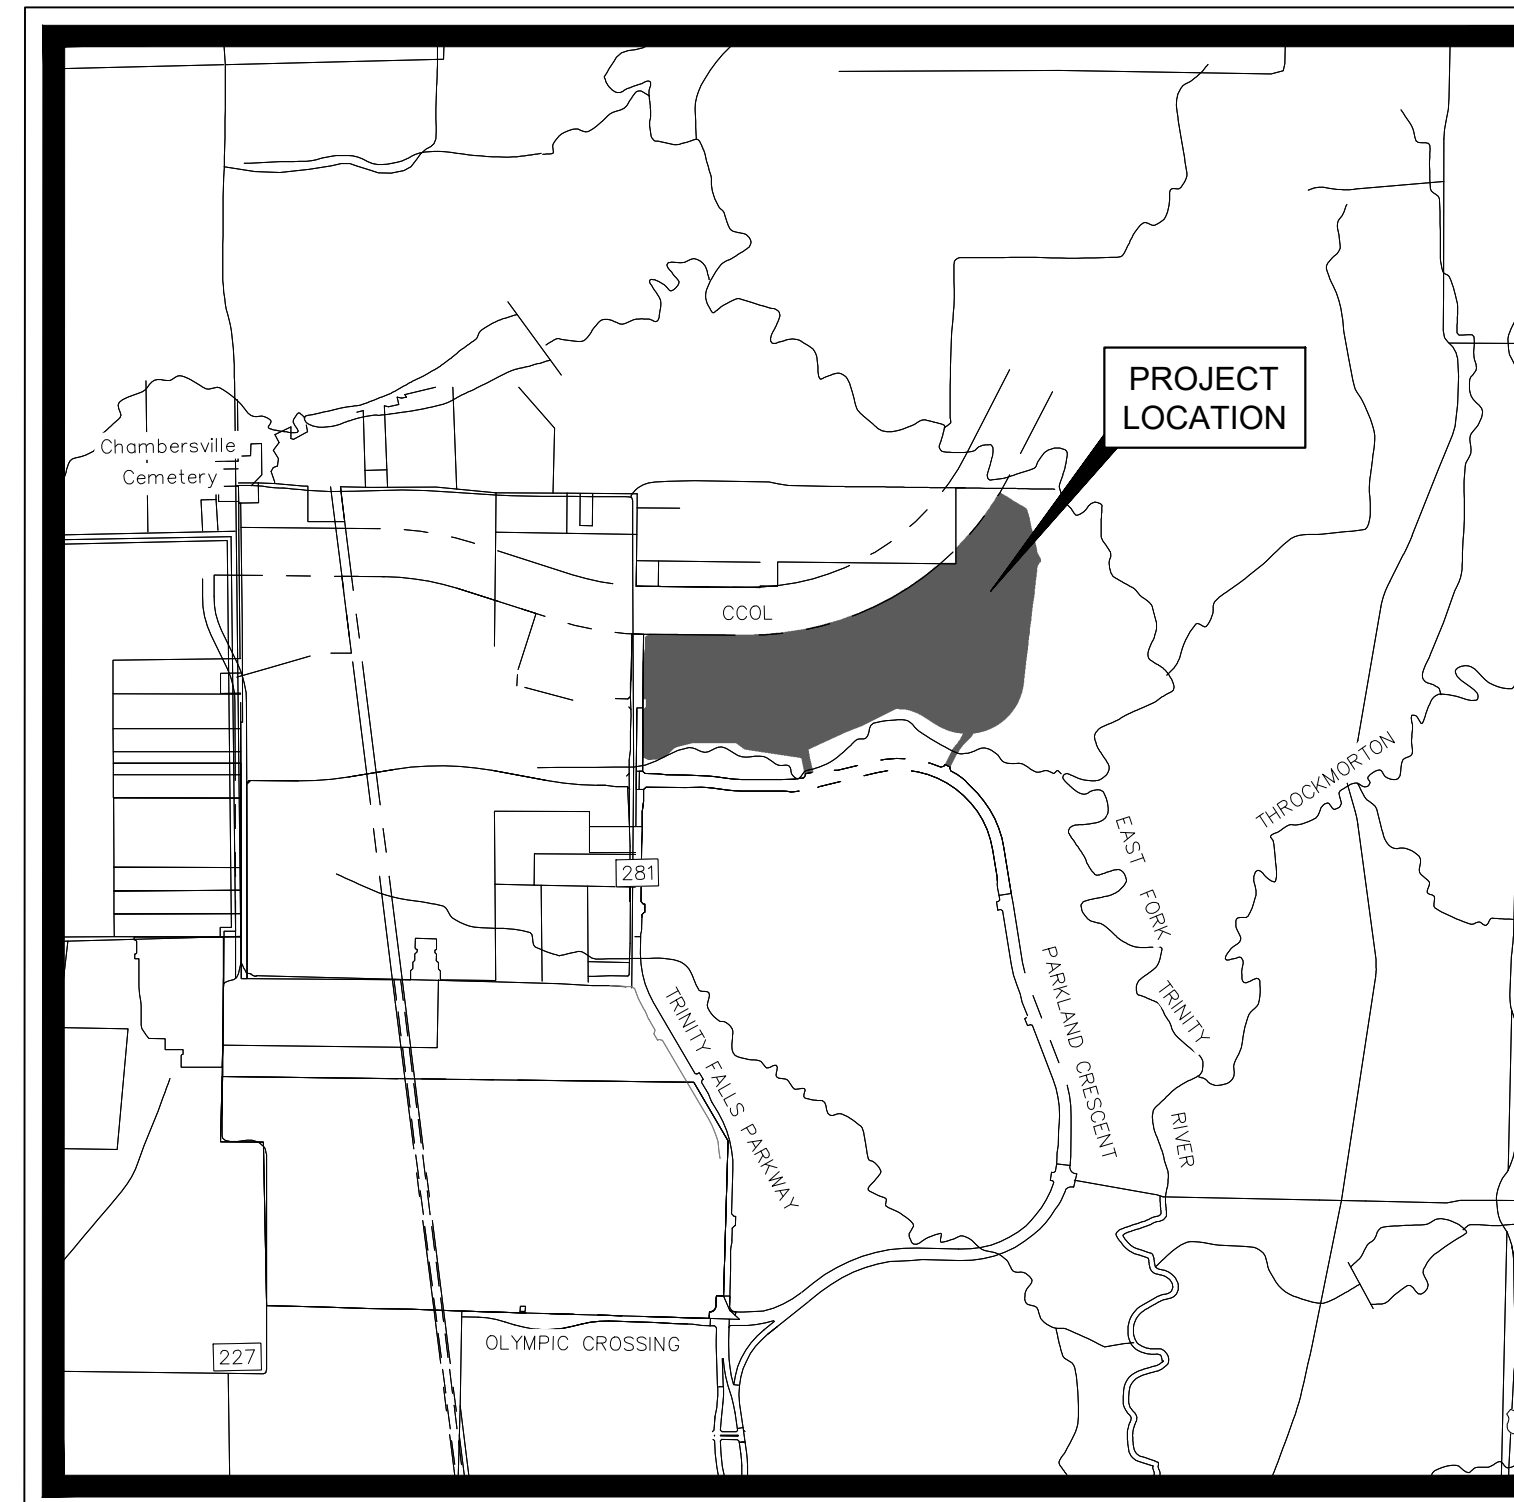 PROJECT
LOCATION
Chambersville
Cemetery
CCOL
THROCKMORTON
EAST FORK TRINITY RIVER
281
PARKLAND CRESCENT
TRINITY FALLS PARKWAY
OLYMPIC CROSSING
227